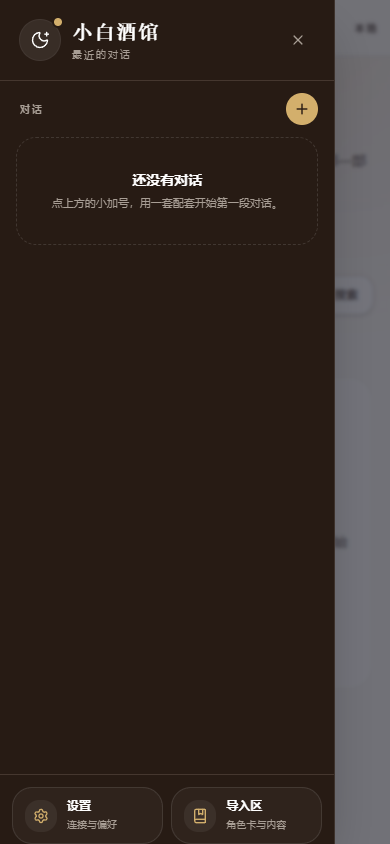 小白酒馆
最近的对话
对话
还没有对话
点上方的小加号，用一套配套开始第一段对话。
设置
连接与偏好
导入区
角色卡与内容